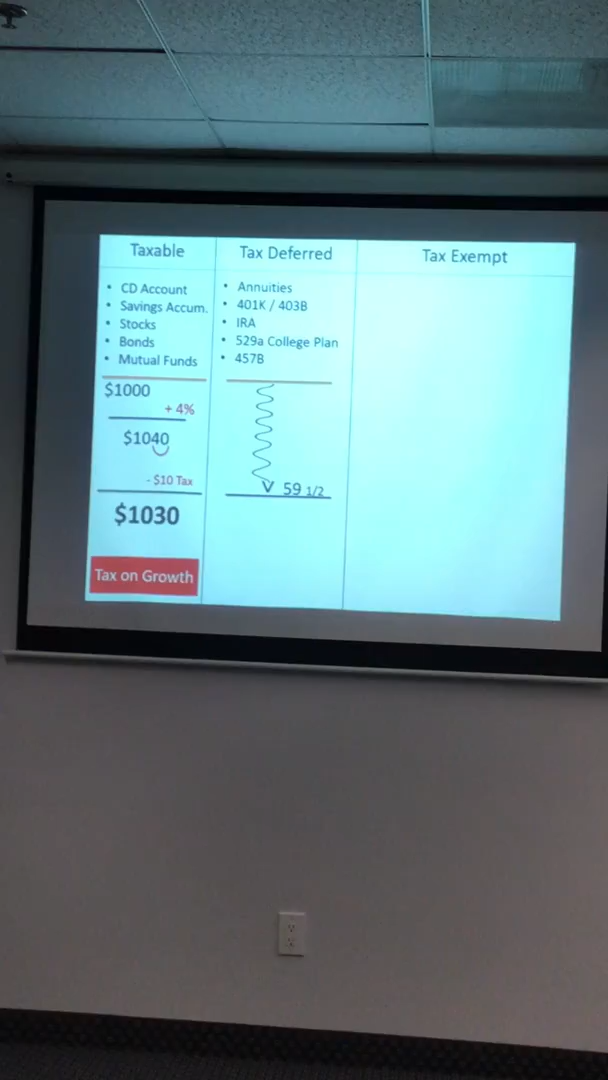 Taxable
CD Account
Savings Accum.
Stocks
Bonds
Mutual Funds
$1000
+ 4%
$1040
- $10 Tax
$1030
Tax on Growth
Tax Deferred
Annuities
401K / 403B
IRA
529a College Plan
457B
59 1/2
Tax Exempt